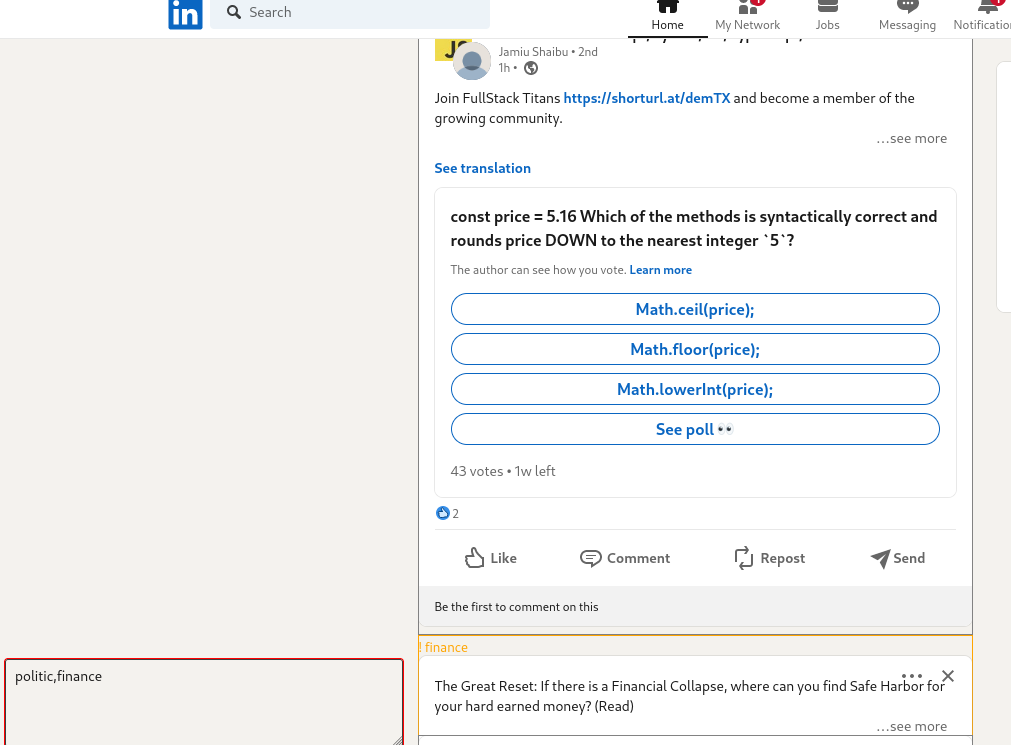 in
Search
Home
My Network
Jobs
Messaging
Jamiu Shaibu • 2nd
1h •
Join FullStack Titans https://shorturl.at/demTX and become a member of the
growing community.
…see more
See translation
const price = 5.16 Which of the methods is syntactically correct and
rounds price DOWN to the nearest integer `5`?
The author can see how you vote. Learn more
Math.ceil(price);
Math.floor(price);
Math.lowerInt(price);
See poll 👀
43 votes • 1w left
2
Like
Comment
Repost
Send
Be the first to comment on this
! finance
politic,finance
The Great Reset: If there is a Financial Collapse, where can you find Safe Harbor for
your hard earned money? (Read)
…see more